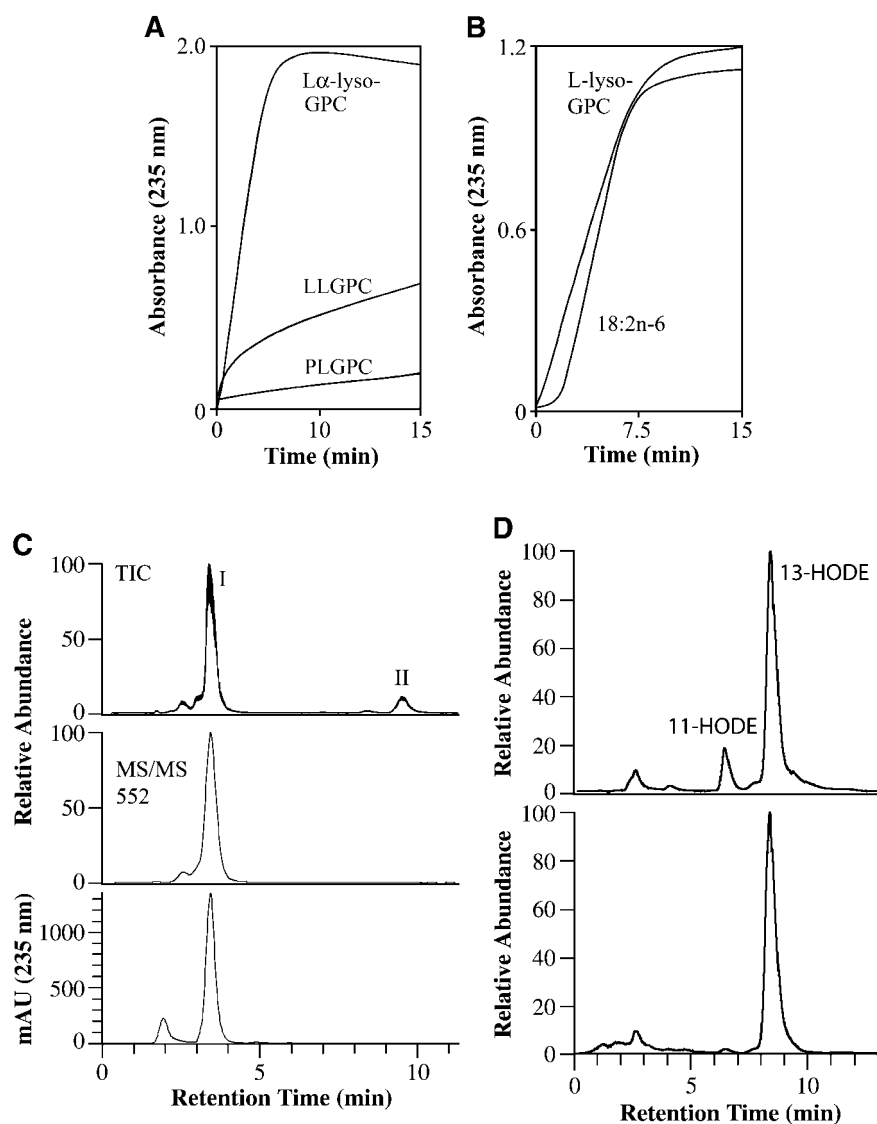 A
Absorbance (235 nm)
2.0
1.0
0
Lα-lyso-
GPC
LLGPC
PLGPC
0
10
15
Time (min)
B
Absorbance (235 nm)
1.2
0.6
0
L-lyso-
GPC
18:2n-6
0
7.5
15
Time (min)
C
Relative Abundance
100
50
0
TIC
I
II
100
50
0
MS/MS
552
mAU (235 nm)
1000
500
0
0
5
10
Retention Time (min)
D
Relative Abundance
100
80
60
40
20
0
13-HODE
11-HODE
Relative Abundance
100
80
60
40
20
0
0
5
10
Retention Time (min)